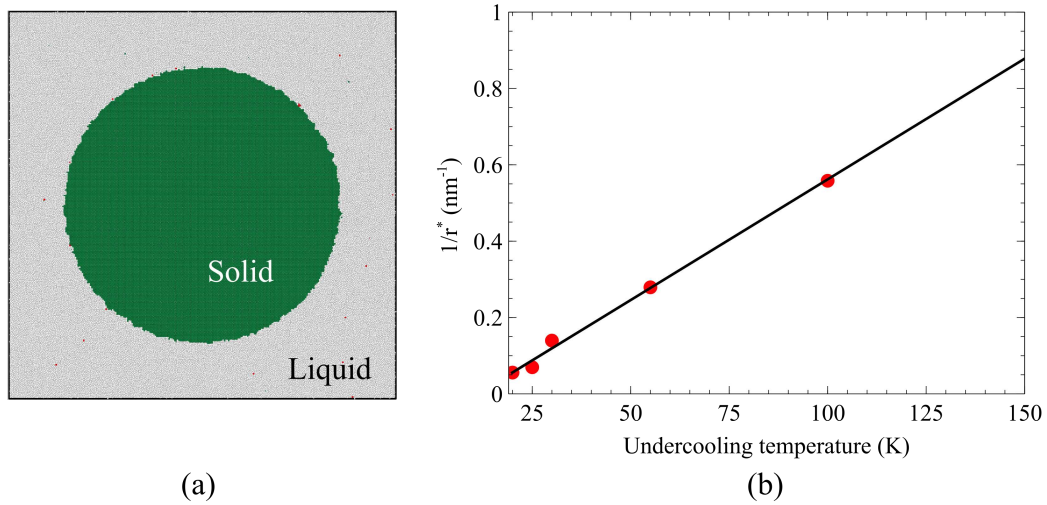 Solid
Liquid
(a)
1
0.8
0.6
0.4
0.2
0
1/r* (nm⁻¹)
25 50 75 100 125 150
Undercooling temperature (K)
(b)